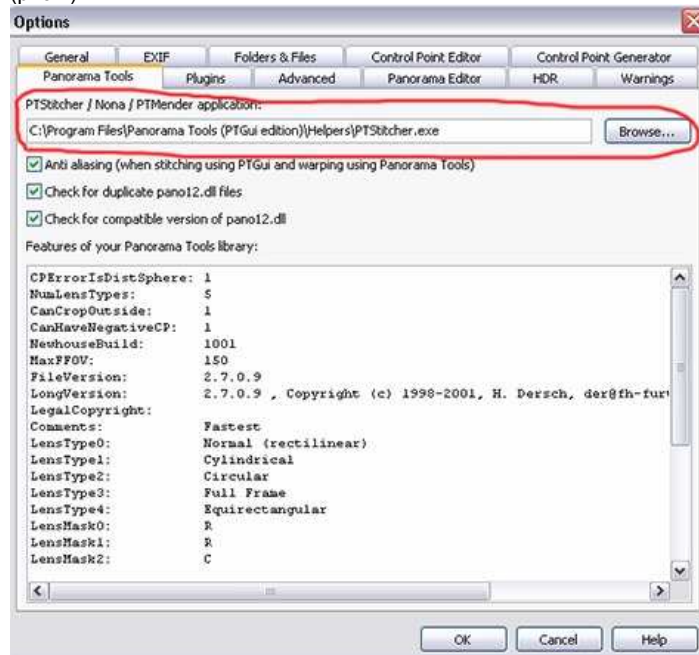 Options
General EXIF Folders & Files Control Point Editor Control Point Generator
Panorama Tools Plugins Advanced Panorama Editor HDR Warnings
PTStitcher / Nona / PTMender application:
C:\Program Files\Panorama Tools (PTGui edition)\Helpers\PTStitcher.exe Browse...
Anti aliasing (when stitching using PTGui and warping using Panorama Tools)
Check for duplicate pano12.dll files
Check for compatible version of pano12.dll
Features of your Panorama Tools library:
CPErrorIsDistSphere: 1
NumLensTypes: 5
CanCropOutside: 1
CanHaveNegativeCP: 1
NewhouseBuild: 1001
MaxFFOV: 150
FileVersion: 2.7.0.9
LongVersion: 2.7.0.9 , Copyright (c) 1998-2001, H. Dersch, der@fh-furt
LegalCopyright:
Comments: Fastest
LensType0: Normal (rectilinear)
LensType1: Cylindrical
LensType2: Circular
LensType3: Full Frame
LensType4: Equirectangular
LensMask0: R
LensMask1: R
LensMask2: C
OK Cancel Help